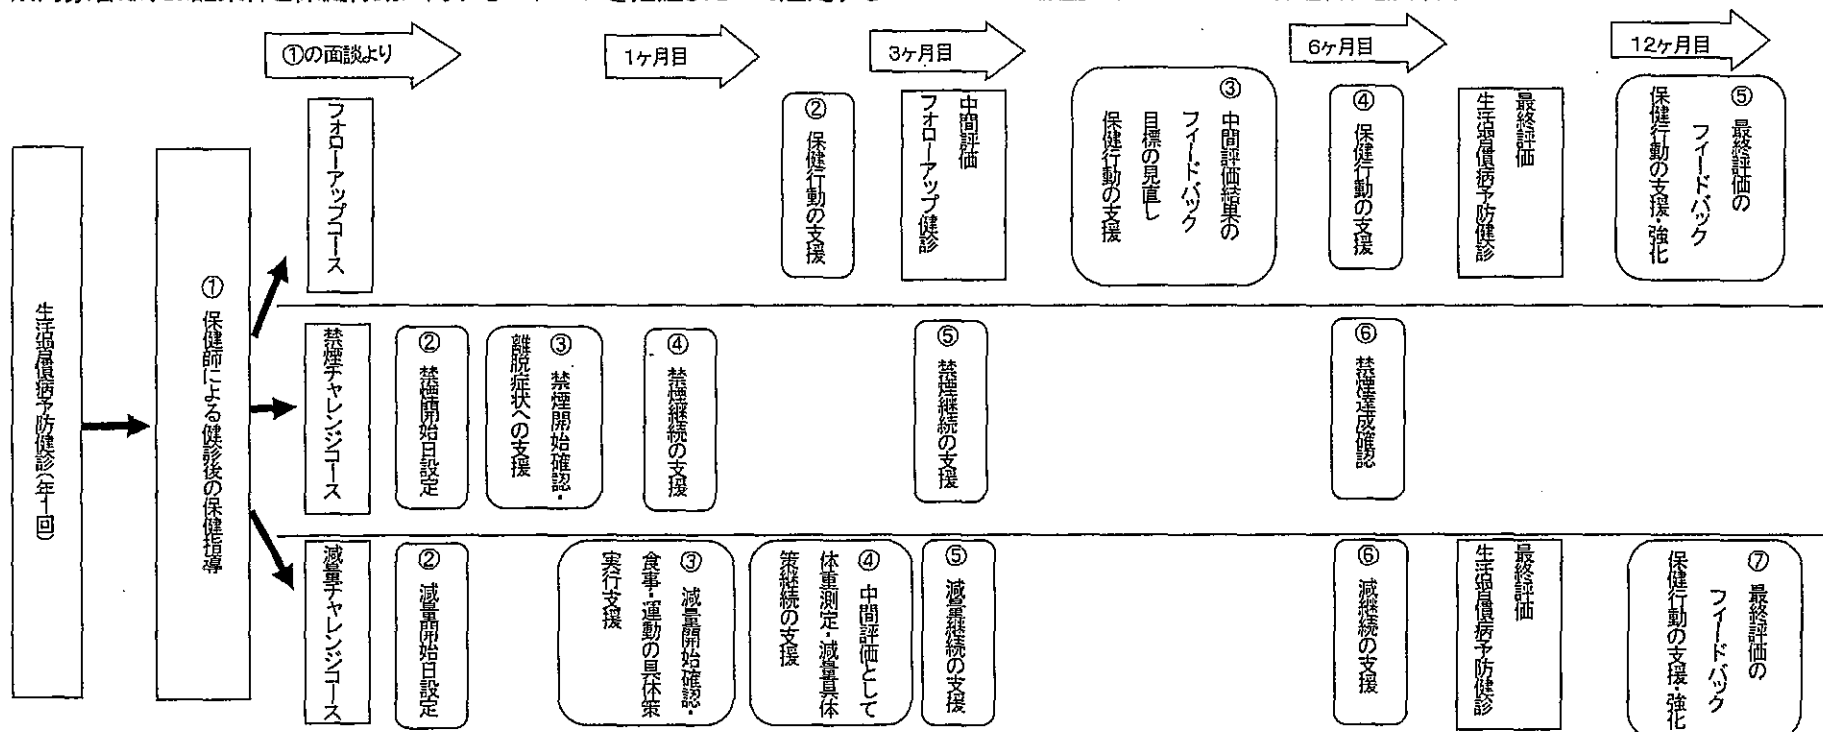 ①の面談より
1ヶ月目
3ヶ月目
6ヶ月目
12ヶ月目
生活習慣病予防健診(年1回)
① 保健師による健診後の保健指導
フォローアップコース
② 保健行動の支援
中間評価
フォローアップ健診
③ 中間評価結果の
フィードバック
目標の見直し
保健行動の支援
④ 保健行動の支援
最終評価
生活習慣病予防健診
⑤ 最終評価の
フィードバック
保健行動の支援・強化
禁煙チャレンジコース
② 禁煙開始日設定
③ 禁煙開始確認・
離脱症状への支援
④ 禁煙継続の支援
⑤ 禁煙継続の支援
⑥ 禁煙達成確認
減量チャレンジコース
② 減量開始日設定
③ 減量開始確認・
食事・運動の具体策
実行支援
④ 中間評価として
体重測定・減量具体
策継続の支援
⑤ 減量継続の支援
⑥ 減継続の支援
最終評価
生活習慣病予防健診
⑦ 最終評価の
フィードバック
保健行動の支援・強化